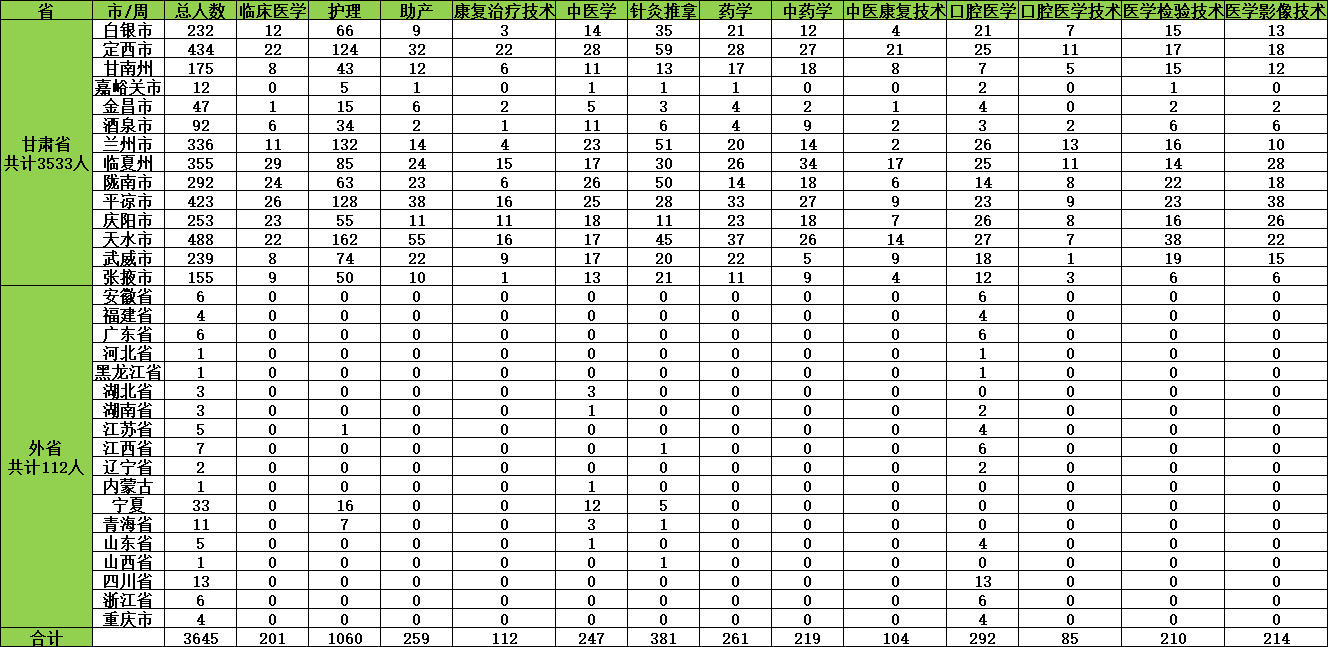 省 市/周 总人数 临床医学 护理 助产 康复治疗技术 中医学 针灸推拿 药学 中药学 中医康复技术 口腔医学 口腔医学技术 医学检验技术 医学影像技术
甘肃省
共计3533人
白银市 232 12 66 9 3 14 35 21 12 4 21 7 15 13
定西市 434 22 124 32 22 28 59 28 27 21 25 11 17 18
甘南州 175 8 43 12 6 11 13 17 18 8 7 5 15 12
嘉峪关市 12 0 5 1 0 1 1 1 0 0 2 0 1 0
金昌市 47 1 15 6 2 5 3 4 2 1 4 0 2 2
酒泉市 92 6 34 2 1 11 6 4 9 2 3 2 6 6
兰州市 336 11 132 14 4 23 51 20 14 2 26 13 16 10
临夏州 355 29 85 24 15 17 30 26 34 17 25 11 14 28
陇南市 292 24 63 23 6 26 50 14 18 6 14 8 22 18
平谅市 423 26 128 38 16 25 28 33 27 9 23 9 23 38
庆阳市 253 23 55 11 11 18 11 23 18 7 26 8 16 26
天水市 488 22 162 55 16 17 45 37 26 14 27 7 38 22
武威市 239 8 74 22 9 17 20 22 5 9 18 1 19 15
张掖市 155 9 50 10 1 13 21 11 9 4 12 3 6 6
外省
共计112人
安徽省 6 0 0 0 0 0 0 0 0 0 6 0 0 0
福建省 4 0 0 0 0 0 0 0 0 0 4 0 0 0
广东省 6 0 0 0 0 0 0 0 0 0 6 0 0 0
河北省 1 0 0 0 0 0 0 0 0 0 1 0 0 0
黑龙江省 1 0 0 0 0 0 0 0 0 0 1 0 0 0
湖北省 3 0 0 0 0 3 0 0 0 0 0 0 0 0
湖南省 3 0 0 0 0 1 0 0 0 0 2 0 0 0
江苏省 5 0 1 0 0 0 0 0 0 0 4 0 0 0
江西省 7 0 0 0 0 0 1 0 0 0 6 0 0 0
辽宁省 2 0 0 0 0 0 0 0 0 0 2 0 0 0
内蒙古 1 0 0 0 0 1 0 0 0 0 0 0 0 0
宁夏 33 0 16 0 0 12 5 0 0 0 0 0 0 0
青海省 11 0 7 0 0 3 1 0 0 0 0 0 0 0
山东省 5 0 0 0 0 1 0 0 0 0 4 0 0 0
山西省 1 0 0 0 0 0 1 0 0 0 0 0 0 0
四川省 13 0 0 0 0 0 0 0 0 0 13 0 0 0
浙江省 6 0 0 0 0 0 0 0 0 0 6 0 0 0
重庆市 4 0 0 0 0 0 0 0 0 0 4 0 0 0
合计 3645 201 1060 259 112 247 381 261 219 104 292 85 210 214